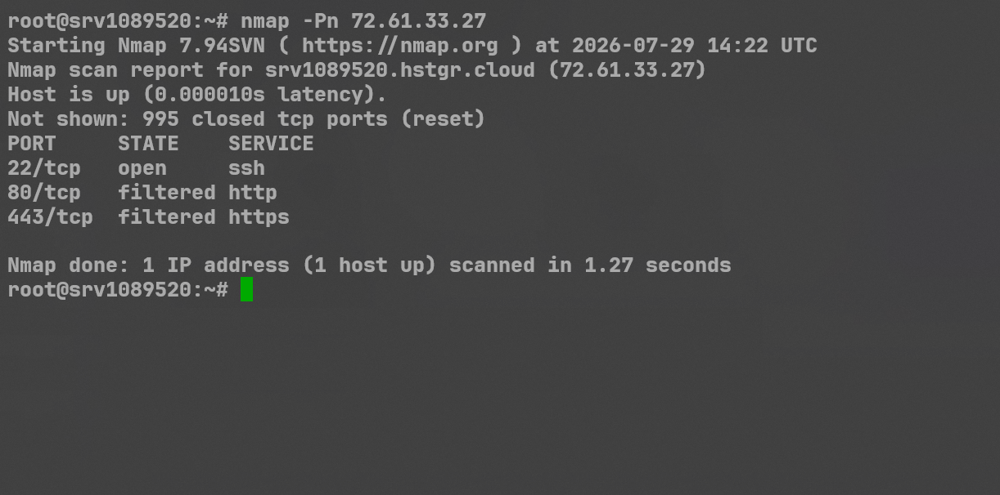 root@srv1089520:~# nmap -Pn 72.61.33.27
Starting Nmap 7.94SVN ( https://nmap.org ) at 2026-07-29 14:22 UTC
Nmap scan report for srv1089520.hstgr.cloud (72.61.33.27)
Host is up (0.000010s latency).
Not shown: 995 closed tcp ports (reset)
PORT     STATE    SERVICE
22/tcp   open     ssh
80/tcp   filtered http
443/tcp  filtered https

Nmap done: 1 IP address (1 host up) scanned in 1.27 seconds
root@srv1089520:~#